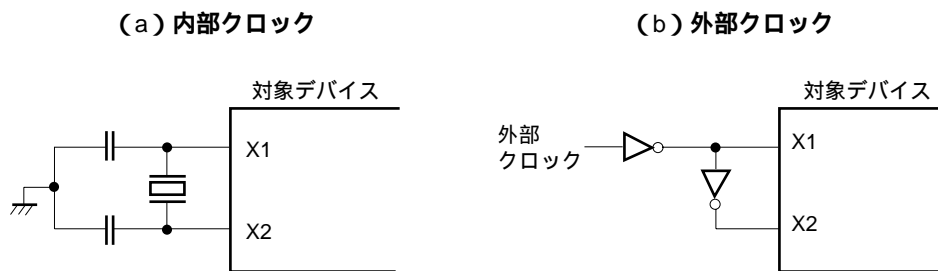 （a）内部クロック
（b）外部クロック
対象デバイス
X1
X2
対象デバイス
外部
クロック
X1
X2